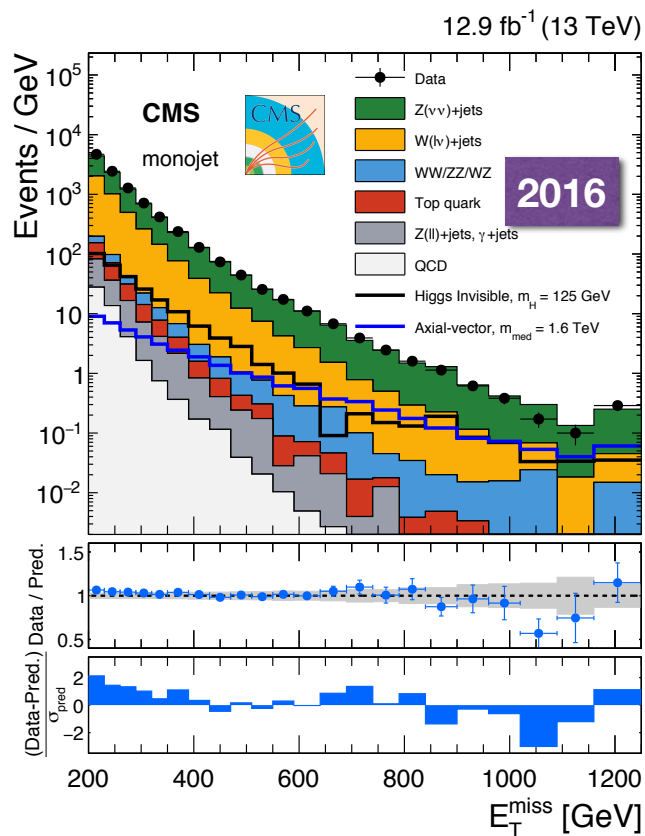 12.9 fb⁻¹ (13 TeV)
Events / GeV
10⁵
10⁴
10³
10²
10
1
10⁻¹
10⁻²
CMS
monojet
CMS
Data
Z(νν)+jets
W(lν)+jets
WW/ZZ/WZ
Top quark
Z(ll)+jets, γ+jets
QCD
Higgs Invisible, m_H = 125 GeV
Axial-vector, m_med = 1.6 TeV
2016
Data / Pred.
1.5
1
0.5
(Data-Pred.)
σ_pred
2
0
−2
200 400 600 800 1000 1200
E_T^miss [GeV]